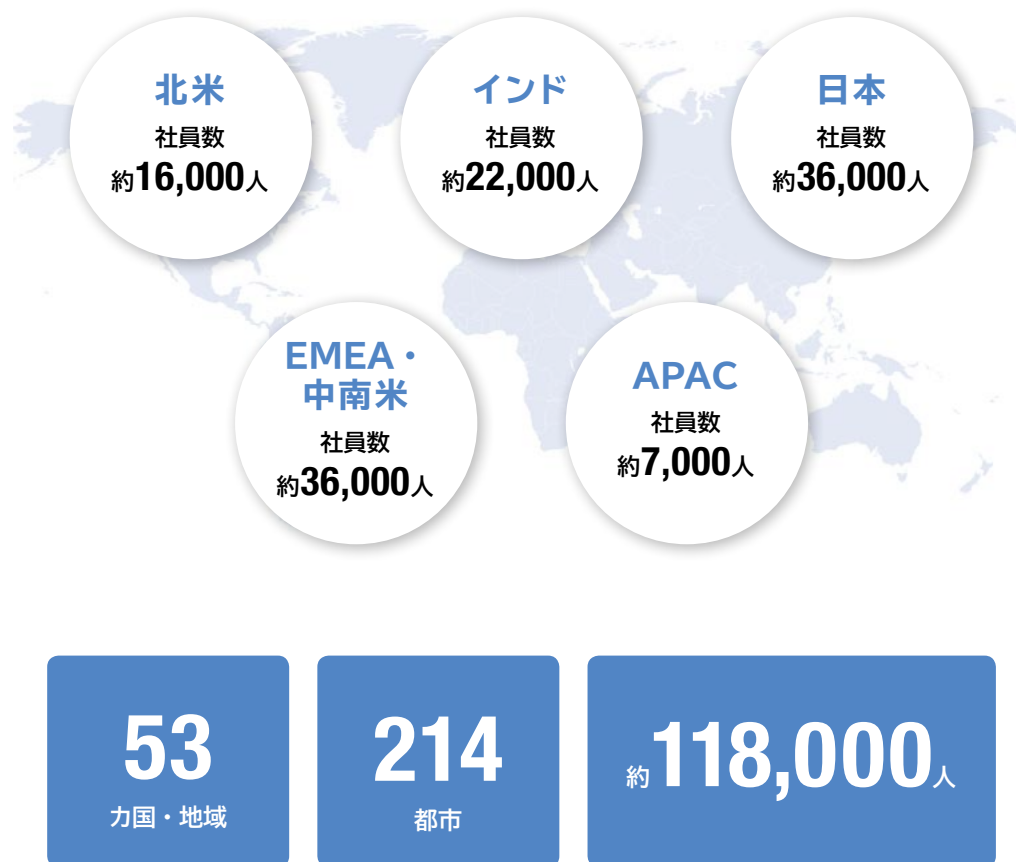 北米
社員数
約16,000人
インド
社員数
約22,000人
日本
社員数
約36,000人
EMEA・
中南米
社員数
約36,000人
APAC
社員数
約7,000人
53
カ国・地域
214
都市
約118,000人